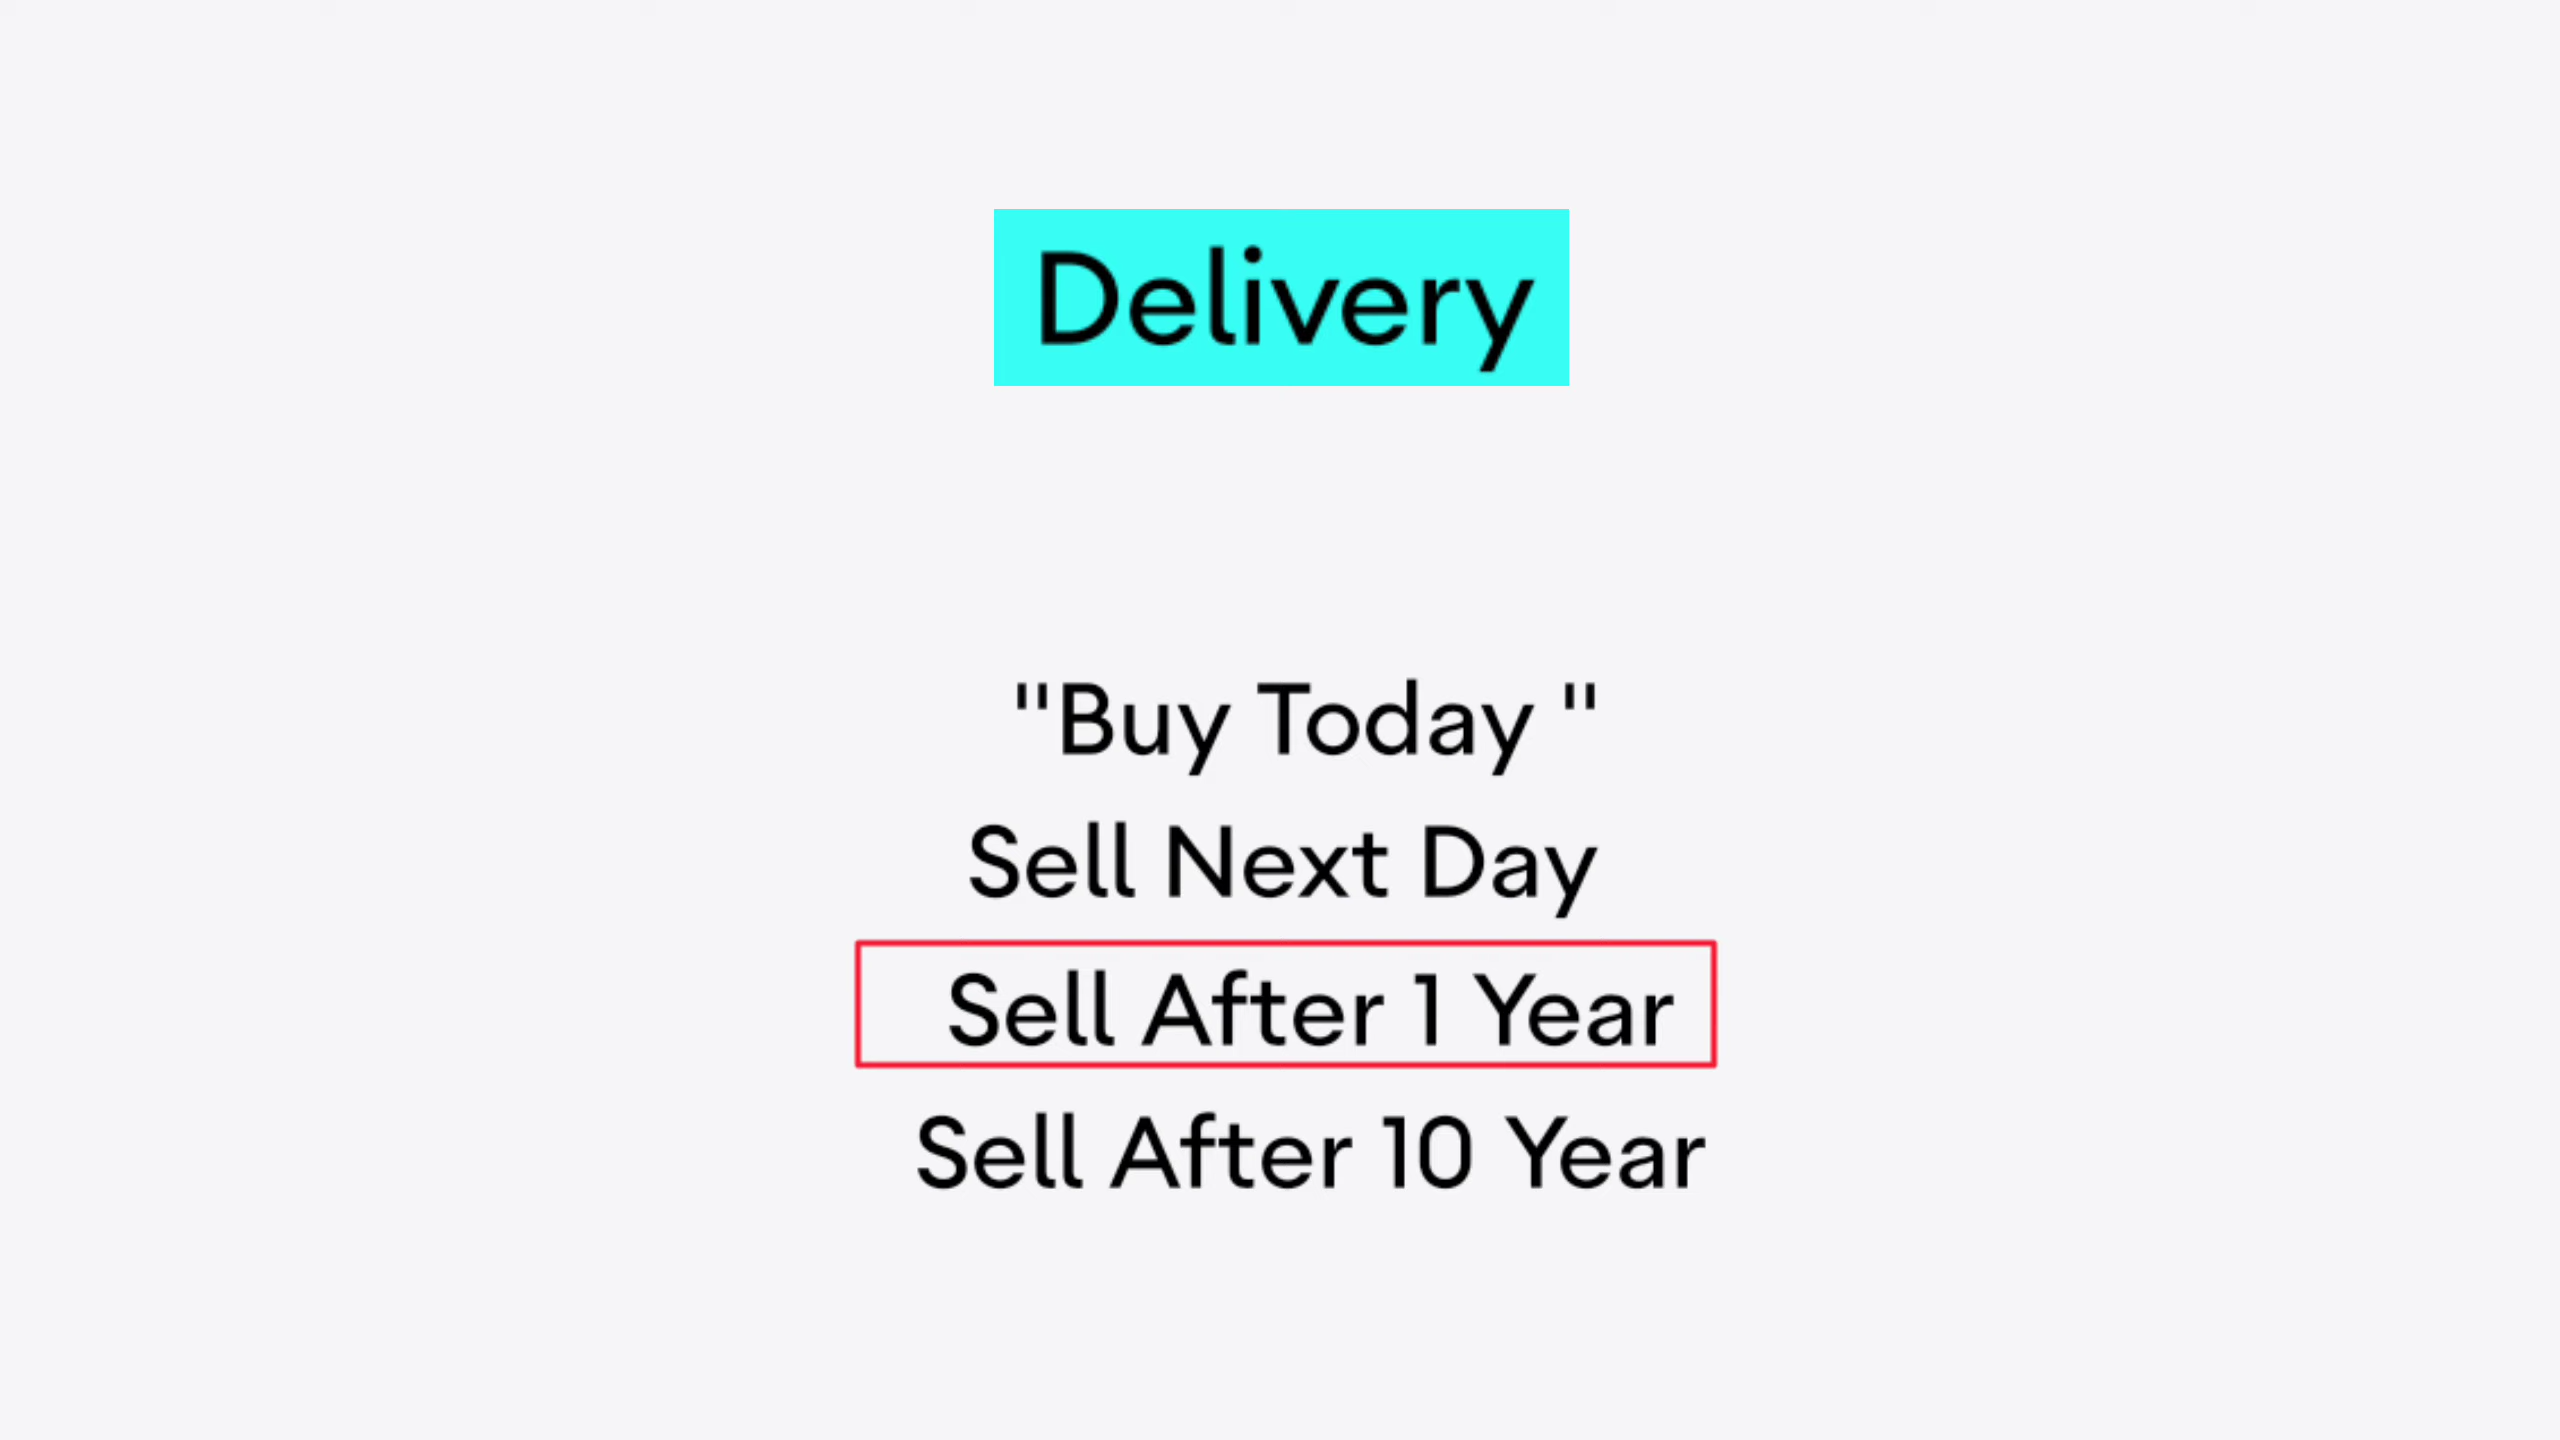 Delivery
"Buy Today "
Sell Next Day
Sell After 1 Year
Sell After 10 Year